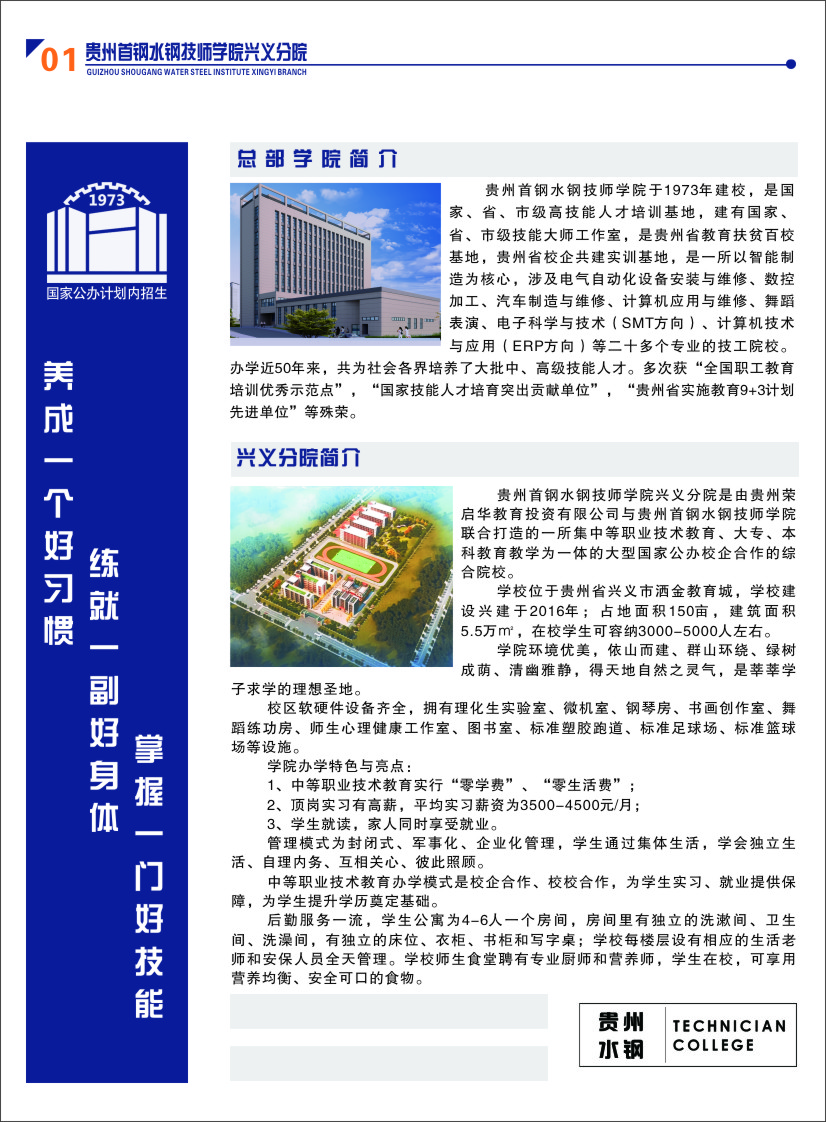 01
贵州首钢水钢技师学院兴义分院
GUIZHOU SHOUGANG WATER STEEL INSTITUTE XINGYI BRANCH
1973
国家公办计划内招生
养成一个好习惯
练就一副好身体
掌握一门好技能
总部学院简介
贵州首钢水钢技师学院于1973年建校，是国
家、省、市级高技能人才培训基地，建有国家、
省、市级技能大师工作室，是贵州省教育扶贫百校
基地，贵州省校企共建实训基地，是一所以智能制
造为核心，涉及电气自动化设备安装与维修、数控
加工、汽车制造与维修、计算机应用与维修、舞蹈
表演、电子科学与技术（SMT方向）、计算机技术
与应用（ERP方向）等二十多个专业的技工院校。
办学近50年来，共为社会各界培养了大批中、高级技能人才。多次获“全国职工教育
培训优秀示范点”，“国家技能人才培育突出贡献单位”，“贵州省实施教育9+3计划
先进单位”等殊荣。
兴义分院简介
贵州首钢水钢技师学院兴义分院是由贵州荣
启华教育投资有限公司与贵州首钢水钢技师学院
联合打造的一所集中等职业技术教育、大专、本
科教育教学为一体的大型国家公办校企合作的综
合院校。
学校位于贵州省兴义市洒金教育城，学校建
设兴建于2016年；占地面积150亩，建筑面积
5.5万㎡，在校学生可容纳3000-5000人左右。
学院环境优美，依山而建、群山环绕、绿树
成荫、清幽雅静，得天地自然之灵气，是莘莘学
子求学的理想圣地。
校区软硬件设备齐全，拥有理化生实验室、微机室、钢琴房、书画创作室、舞
蹈练功房、师生心理健康工作室、图书室、标准塑胶跑道、标准足球场、标准篮球
场等设施。
学院办学特色与亮点：
1、中等职业技术教育实行“零学费”、“零生活费”；
2、顶岗实习有高薪，平均实习薪资为3500-4500元/月；
3、学生就读，家人同时享受就业。
管理模式为封闭式、军事化、企业化管理，学生通过集体生活，学会独立生
活、自理内务、互相关心、彼此照顾。
中等职业技术教育办学模式是校企合作、校校合作，为学生实习、就业提供保
障，为学生提升学历奠定基础。
后勤服务一流，学生公寓为4-6人一个房间，房间里有独立的洗漱间、卫生
间、洗澡间，有独立的床位、衣柜、书柜和写字桌；学校每楼层设有相应的生活老
师和安保人员全天管理。学校师生食堂聘有专业厨师和营养师，学生在校，可享用
营养均衡、安全可口的食物。
贵州
水钢
TECHNICIAN
COLLEGE